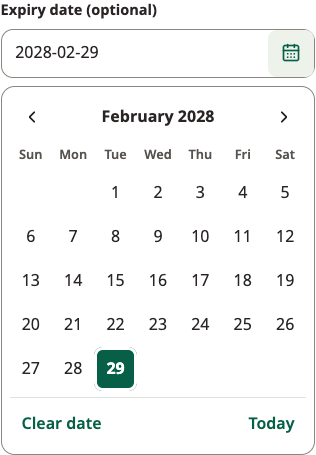 Expiry date (optional)
2028-02-29
February 2028
Sun Mon Tue Wed Thu Fri Sat
1 2 3 4 5
6 7 8 9 10 11 12
13 14 15 16 17 18 19
20 21 22 23 24 25 26
27 28 29
Clear date Today